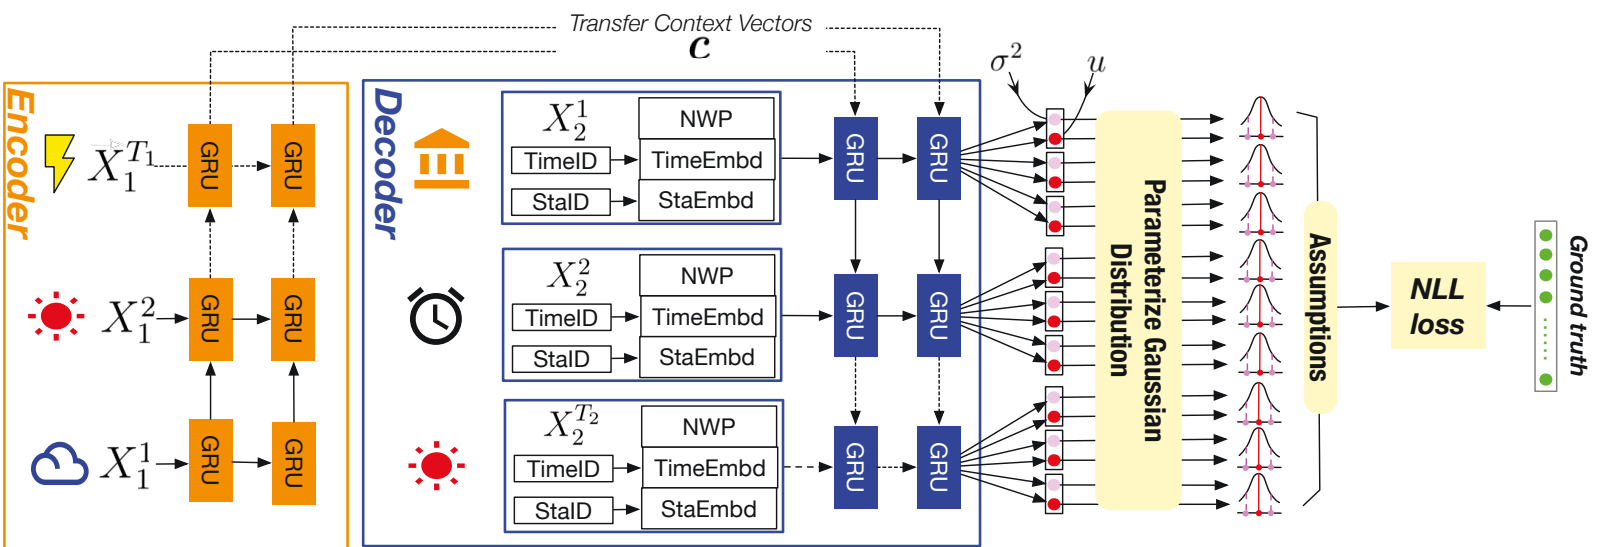 Transfer Context Vectors
c
Encoder
X_1^{T_1}
GRU
GRU
X_1^2
GRU
GRU
X_1^1
GRU
GRU
Decoder
X_2^1
NWP
TimeID
TimeEmbd
StaID
StaEmbd
GRU
GRU
X_2^2
NWP
TimeID
TimeEmbd
StaID
StaEmbd
GRU
GRU
X_2^{T_2}
NWP
TimeID
TimeEmbd
StaID
StaEmbd
GRU
GRU
σ^2
u
Parameterize Gaussian
Distribution
Assumptions
NLL
loss
Ground truth